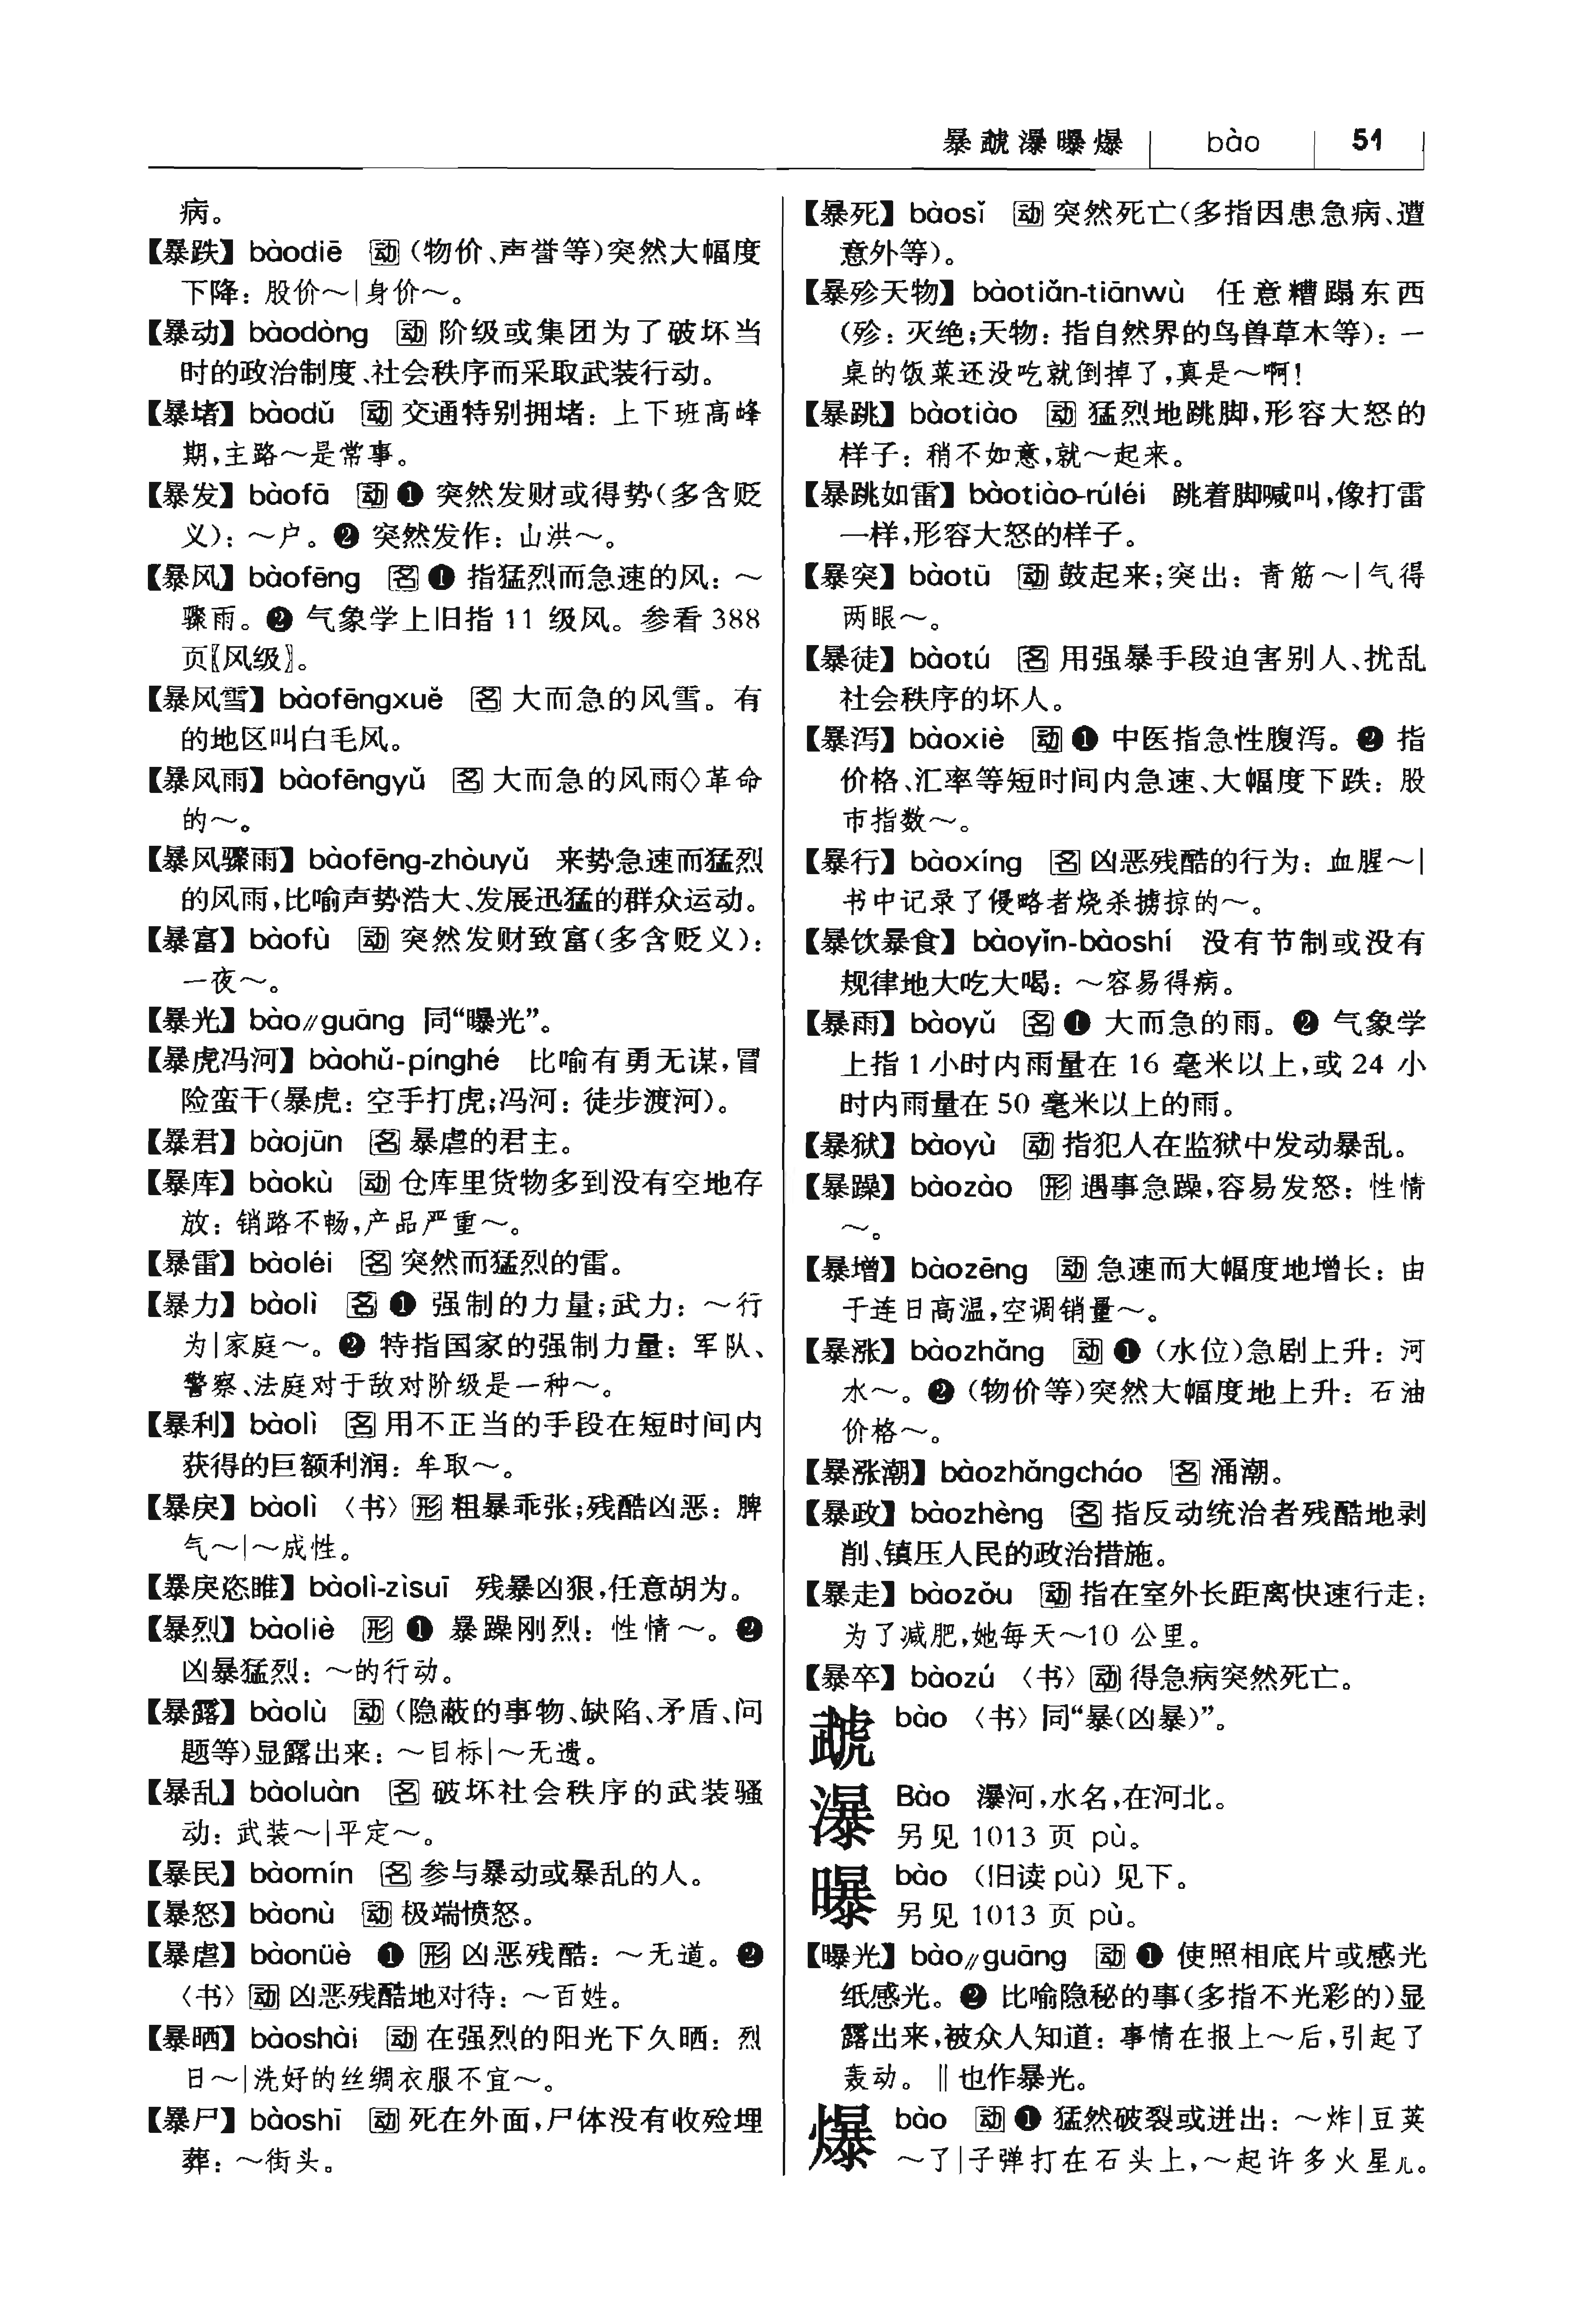 暴虣瀑曝爆 bào 51
病。
【暴跌】bàodiē 动（物价、声誉等）突然大幅度
下降：股价～|身价～。
【暴动】bàodòng 动 阶级或集团为了破坏当
时的政治制度、社会秩序而采取武装行动。
【暴堵】bàodǔ 动 交通特别拥堵：上下班高峰
期,主路～是常事。
【暴发】bàofā 动 ❶ 突然发财或得势（多含贬
义）：～户。❷ 突然发作：山洪～。
【暴风】bàofēng 名 ❶ 指猛烈而急速的风：～
骤雨。❷ 气象学上旧指 11 级风。参看 388
页〖风级〗。
【暴风雪】bàofēngxuě 名 大而急的风雪。有
的地区叫白毛风。
【暴风雨】bàofēngyǔ 名 大而急的风雨◇革命
的～。
【暴风骤雨】bàofēng-zhòuyǔ 来势急速而猛烈
的风雨,比喻声势浩大、发展迅猛的群众运动。
【暴富】bàofù 动 突然发财致富（多含贬义）：
一夜～。
【暴光】bào∥guāng 同“曝光”。
【暴虎冯河】bàohǔ-pínghé 比喻有勇无谋,冒
险蛮干（暴虎：空手打虎;冯河：徒步渡河）。
【暴君】bàojūn 名 暴虐的君主。
【暴库】bàokù 动 仓库里货物多到没有空地存
放：销路不畅,产品严重～。
【暴雷】bàoléi 名 突然而猛烈的雷。
【暴力】bàolì 名 ❶ 强制的力量;武力：～行
为|家庭～。❷ 特指国家的强制力量：军队、
警察、法庭对于敌对阶级是一种～。
【暴利】bàolì 名 用不正当的手段在短时间内
获得的巨额利润：牟取～。
【暴戾】bàolì〈书〉形 粗暴乖张;残酷凶恶：脾
气～|～成性。
【暴戾恣睢】bàolì-zìsuī 残暴凶狠,任意胡为。
【暴烈】bàoliè 形 ❶ 暴躁刚烈：性情～。❷
凶暴猛烈：～的行动。
【暴露】bàolù 动（隐蔽的事物、缺陷、矛盾、问
题等）显露出来：～目标|～无遗。
【暴乱】bàoluàn 名 破坏社会秩序的武装骚
动：武装～|平定～。
【暴民】bàomín 名 参与暴动或暴乱的人。
【暴怒】bàonù 动 极端愤怒。
【暴虐】bàonüè ❶ 形 凶恶残酷：～无道。❷
〈书〉动 凶恶残酷地对待：～百姓。
【暴晒】bàoshài 动 在强烈的阳光下久晒：烈
日～|洗好的丝绸衣服不宜～。
【暴尸】bàoshī 动 死在外面,尸体没有收殓埋
葬：～街头。
【暴死】bàosǐ 动 突然死亡（多指因患急病、遭
意外等）。
【暴殄天物】bàotiǎn-tiānwù 任意糟蹋东西
（殄：灭绝;天物：指自然界的鸟兽草木等）：一
桌的饭菜还没吃就倒掉了,真是～啊!
【暴跳】bàotiào 动 猛烈地跳脚,形容大怒的
样子：稍不如意,就～起来。
【暴跳如雷】bàotiào-rúléi 跳着脚喊叫,像打雷
一样,形容大怒的样子。
【暴突】bàotū 动 鼓起来;突出：青筋～|气得
两眼～。
【暴徒】bàotú 名 用强暴手段迫害别人、扰乱
社会秩序的坏人。
【暴泻】bàoxiè 动 ❶ 中医指急性腹泻。❷ 指
价格、汇率等短时间内急速、大幅度下跌：股
市指数～。
【暴行】bàoxíng 名 凶恶残酷的行为：血腥～|
书中记录了侵略者烧杀掳掠的～。
【暴饮暴食】bàoyǐn-bàoshí 没有节制或没有
规律地大吃大喝：～容易得病。
【暴雨】bàoyǔ 名 ❶ 大而急的雨。❷ 气象学
上指 1 小时内雨量在 16 毫米以上,或 24 小
时内雨量在 50 毫米以上的雨。
【暴狱】bàoyù 动 指犯人在监狱中发动暴乱。
【暴躁】bàozào 形 遇事急躁,容易发怒：性情
～。
【暴增】bàozēng 动 急速而大幅度地增长：由
于连日高温,空调销量～。
【暴涨】bàozhǎng 动 ❶（水位）急剧上升：河
水～。❷（物价等）突然大幅度地上升：石油
价格～。
【暴涨潮】bàozhǎngcháo 名 涌潮。
【暴政】bàozhèng 名 指反动统治者残酷地剥
削、镇压人民的政治措施。
【暴走】bàozǒu 动 指在室外长距离快速行走：
为了减肥,她每天～10 公里。
【暴卒】bàozú〈书〉动 得急病突然死亡。
虣 bào〈书〉同“暴（凶暴）”。
瀑 Bào 瀑河,水名,在河北。
另见 1013 页 pù。
曝 bào（旧读 pù）见下。
另见 1013 页 pù。
【曝光】bào∥guāng 动 ❶ 使照相底片或感光
纸感光。❷ 比喻隐秘的事（多指不光彩的）显
露出来,被众人知道：事情在报上～后,引起了
轰动。‖也作暴光。
爆 bào 动 ❶ 猛然破裂或迸出：～炸|豆荚
～了|子弹打在石头上,～起许多火星儿。